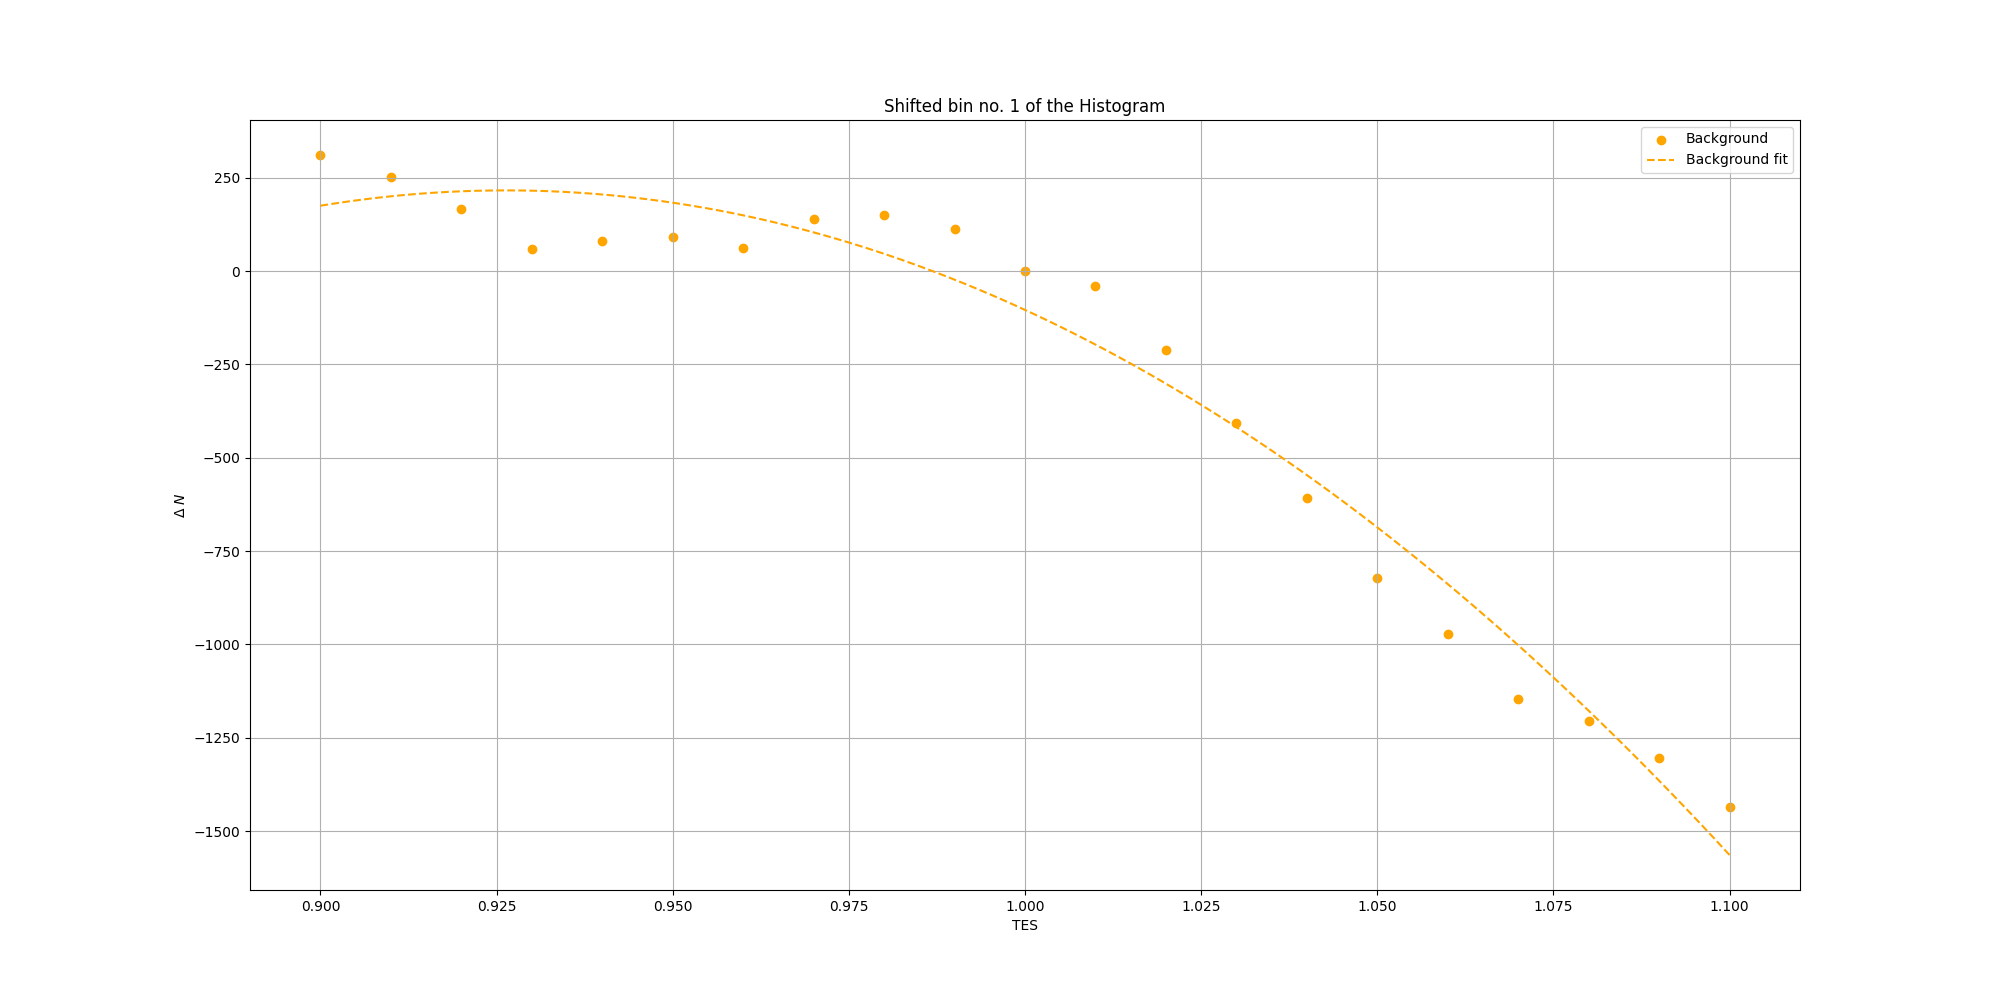 Shifted bin no. 1 of the Histogram
Background
Background fit
250
0
−250
−500
−750
−1000
−1250
−1500
Δ N
0.900 0.925 0.950 0.975 1.000 1.025 1.050 1.075 1.100
TES